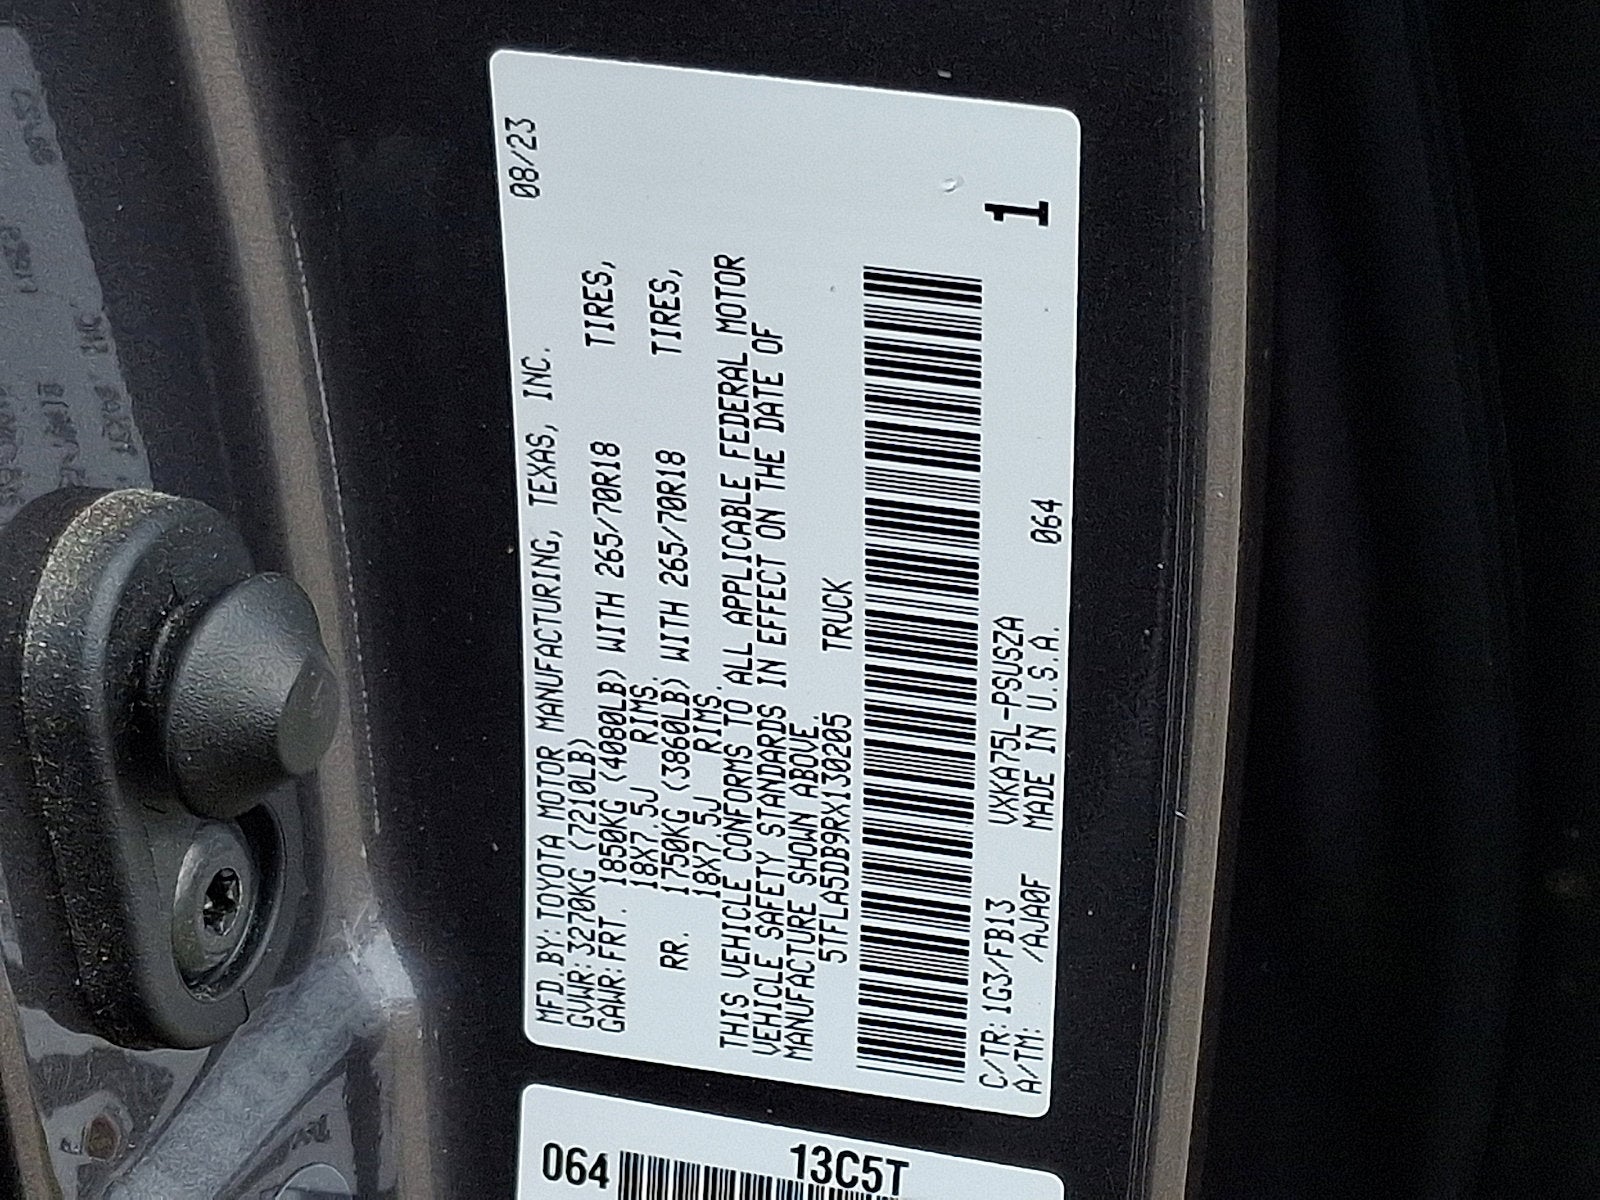 MFD.BY:TOYOTA MOTOR MANUFACTURING, TEXAS, INC. 08/23
GVWR:3270KG (7210LB)
GAWR:FRT. 1850KG (4080LB) WITH 265/70R18 TIRES,
18X7.5J RIMS.
RR. 1750KG (3860LB) WITH 265/70R18 TIRES,
18X7.5J RIMS.
THIS VEHICLE CONFORMS TO ALL APPLICABLE FEDERAL MOTOR
VEHICLE SAFETY STANDARDS IN EFFECT ON THE DATE OF
MANUFACTURE SHOWN ABOVE.
5TFLA5DB9RX130205 TRUCK
1
C/TR:1G3/FB13 VXKA75L-PSUSZA
A/TM: /AJA0F MADE IN U.S.A. 064
064 13C5T